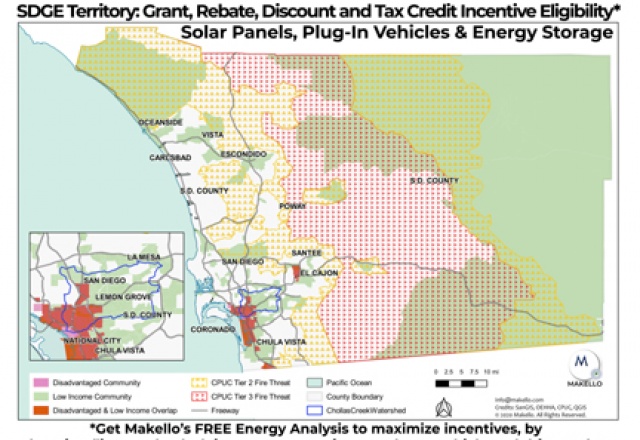 SDGE Territory: Grant, Rebate, Discount and Tax Credit Incentive Eligibility*
Solar Panels, Plug-In Vehicles & Energy Storage
OCEANSIDE
VISTA
CARLSBAD
ESCONDIDO
S.D. COUNTY
S.D. COUNTY
POWAY
SANTEE
SAN DIEGO
EL CAJON
CORONADO
CHULA VISTA
LA MESA
SAN DIEGO
LEMON GROVE
S.D. COUNTY
NATIONAL CITY
CHULA VISTA
M
MAKELLO
0 2.5 5 7.5 10 mi
Disadvantaged Community
Low Income Community
Disadvantaged & Low Income Overlap
CPUC Tier 2 Fire Threat
CPUC Tier 3 Fire Threat
Freeway
Pacific Ocean
County Boundary
ChollasCreekWatershed
info@makello.com
Credits: SanGIS, OEHHA, CPUC, QGIS
© 2020 Makello. All Rights Reserved.
*Get Makello's FREE Energy Analysis to maximize incentives, by